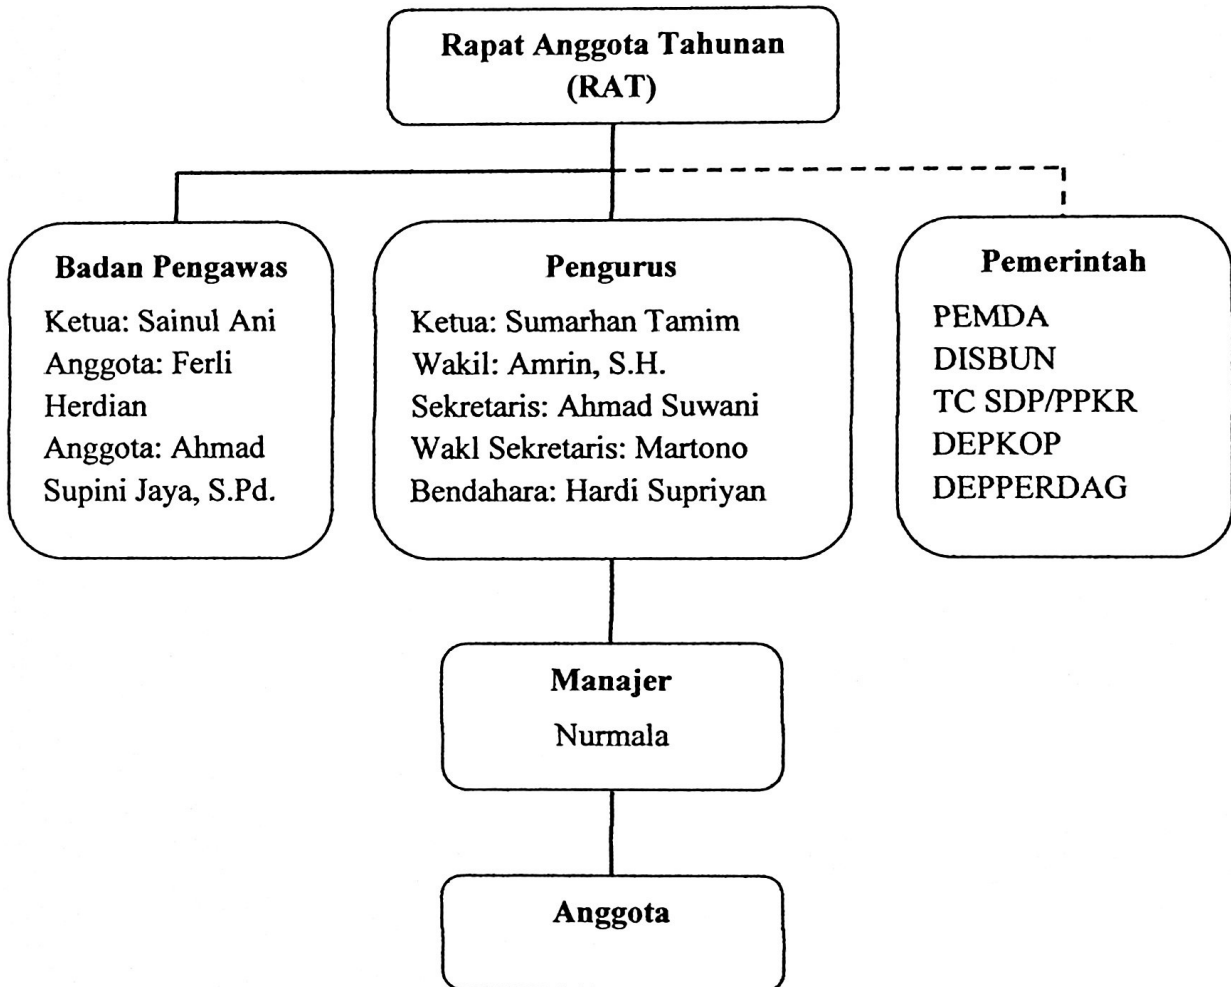 Rapat Anggota Tahunan
(RAT)
Badan Pengawas
Ketua: Sainul Ani
Anggota: Ferli
Herdian
Anggota: Ahmad
Supini Jaya, S.Pd.
Pengurus
Ketua: Sumarhan Tamim
Wakil: Amrin, S.H.
Sekretaris: Ahmad Suwani
Wakl Sekretaris: Martono
Bendahara: Hardi Supriyan
Pemerintah
PEMDA
DISBUN
TC SDP/PPKR
DEPKOP
DEPPERDAG
Manajer
Nurmala
Anggota